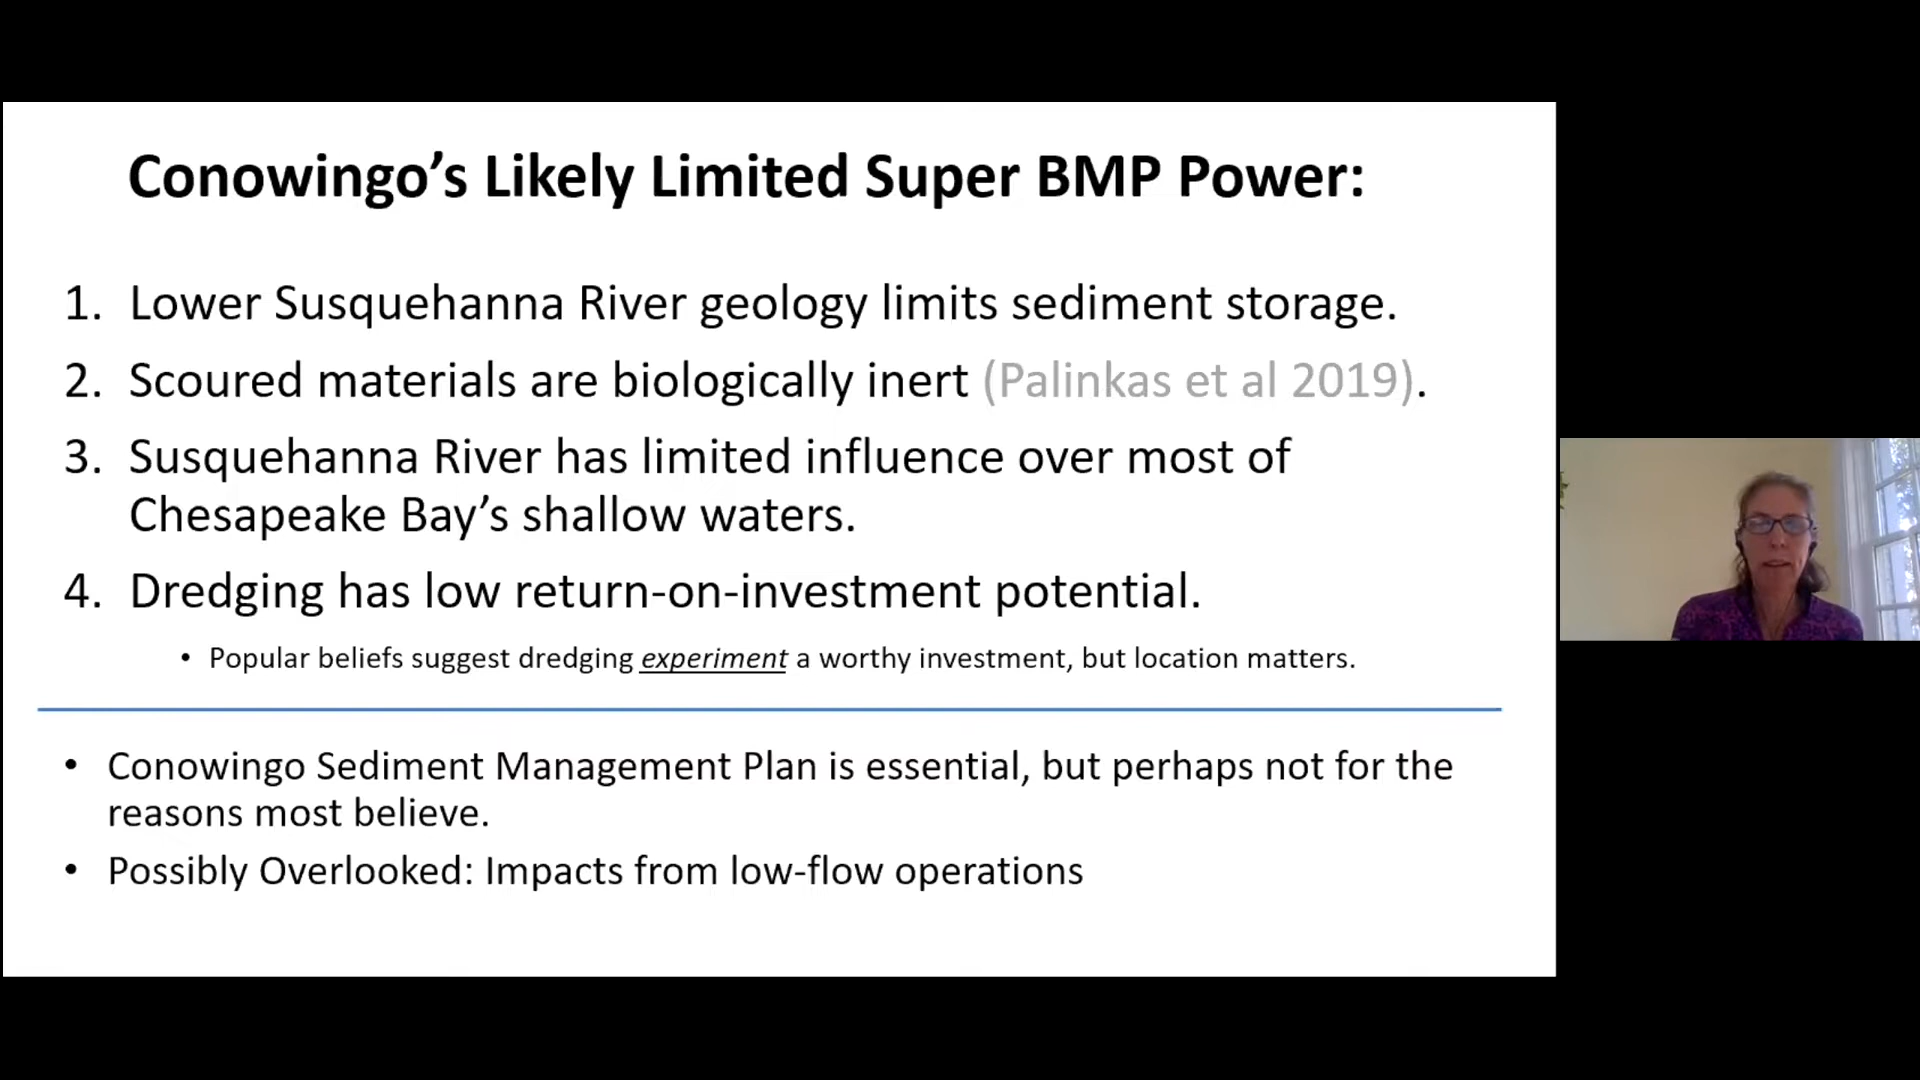 Conowingo’s Likely Limited Super BMP Power:
1. Lower Susquehanna River geology limits sediment storage.
2. Scoured materials are biologically inert (Palinkas et al 2019).
3. Susquehanna River has limited influence over most of
Chesapeake Bay’s shallow waters.
4. Dredging has low return-on-investment potential.
• Popular beliefs suggest dredging experiment a worthy investment, but location matters.
• Conowingo Sediment Management Plan is essential, but perhaps not for the
reasons most believe.
• Possibly Overlooked: Impacts from low-flow operations